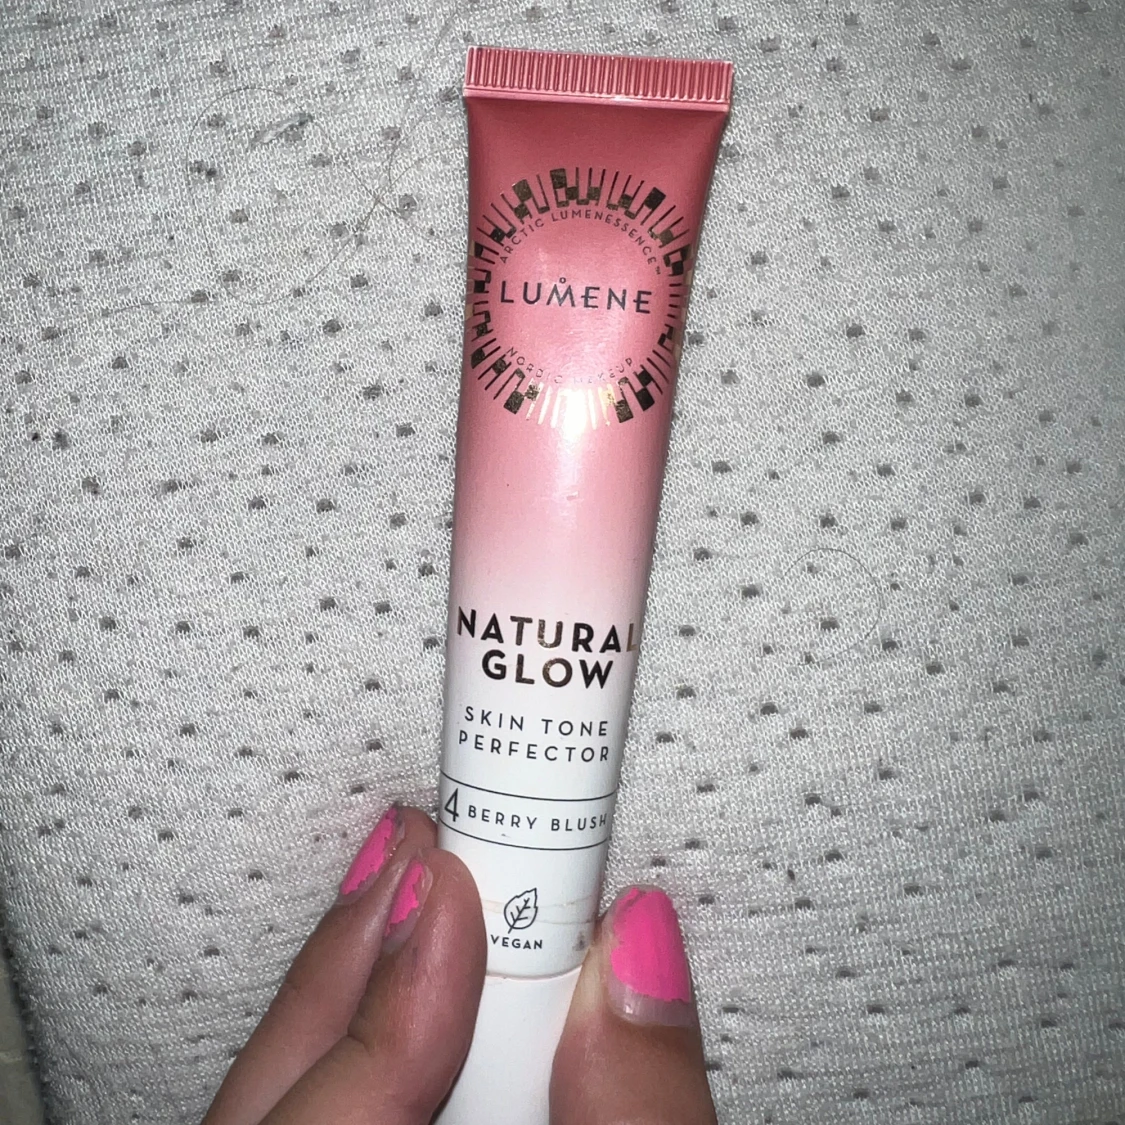 ARCTIC LUMENESSENCE™
LUMENE
NORDIC MAKEUP
NATURAL
GLOW
SKIN TONE
PERFECTOR
4 BERRY BLUSH
VEGAN